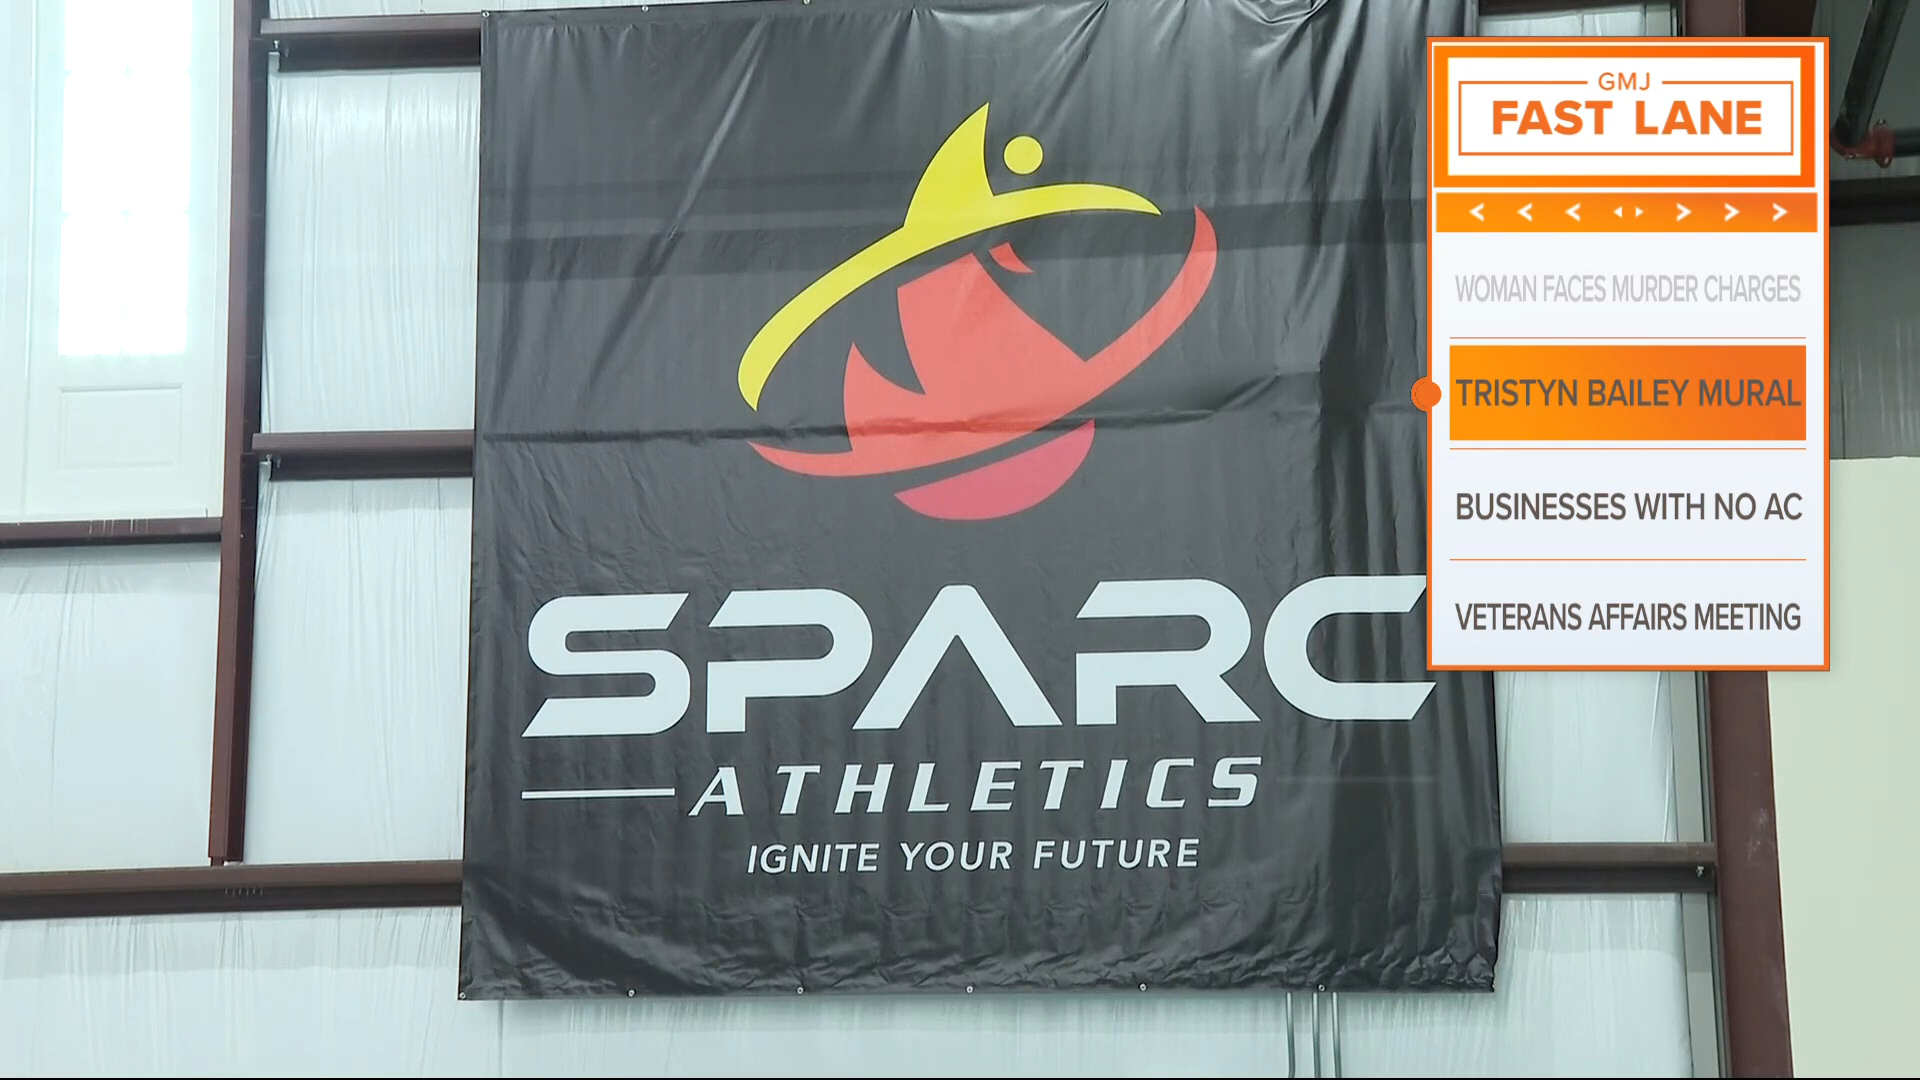 SPARC
ATHLETICS
IGNITE YOUR FUTURE
GMJ
FAST LANE
WOMAN FACES MURDER CHARGES
TRISTYN BAILEY MURAL
BUSINESSES WITH NO AC
VETERANS AFFAIRS MEETING